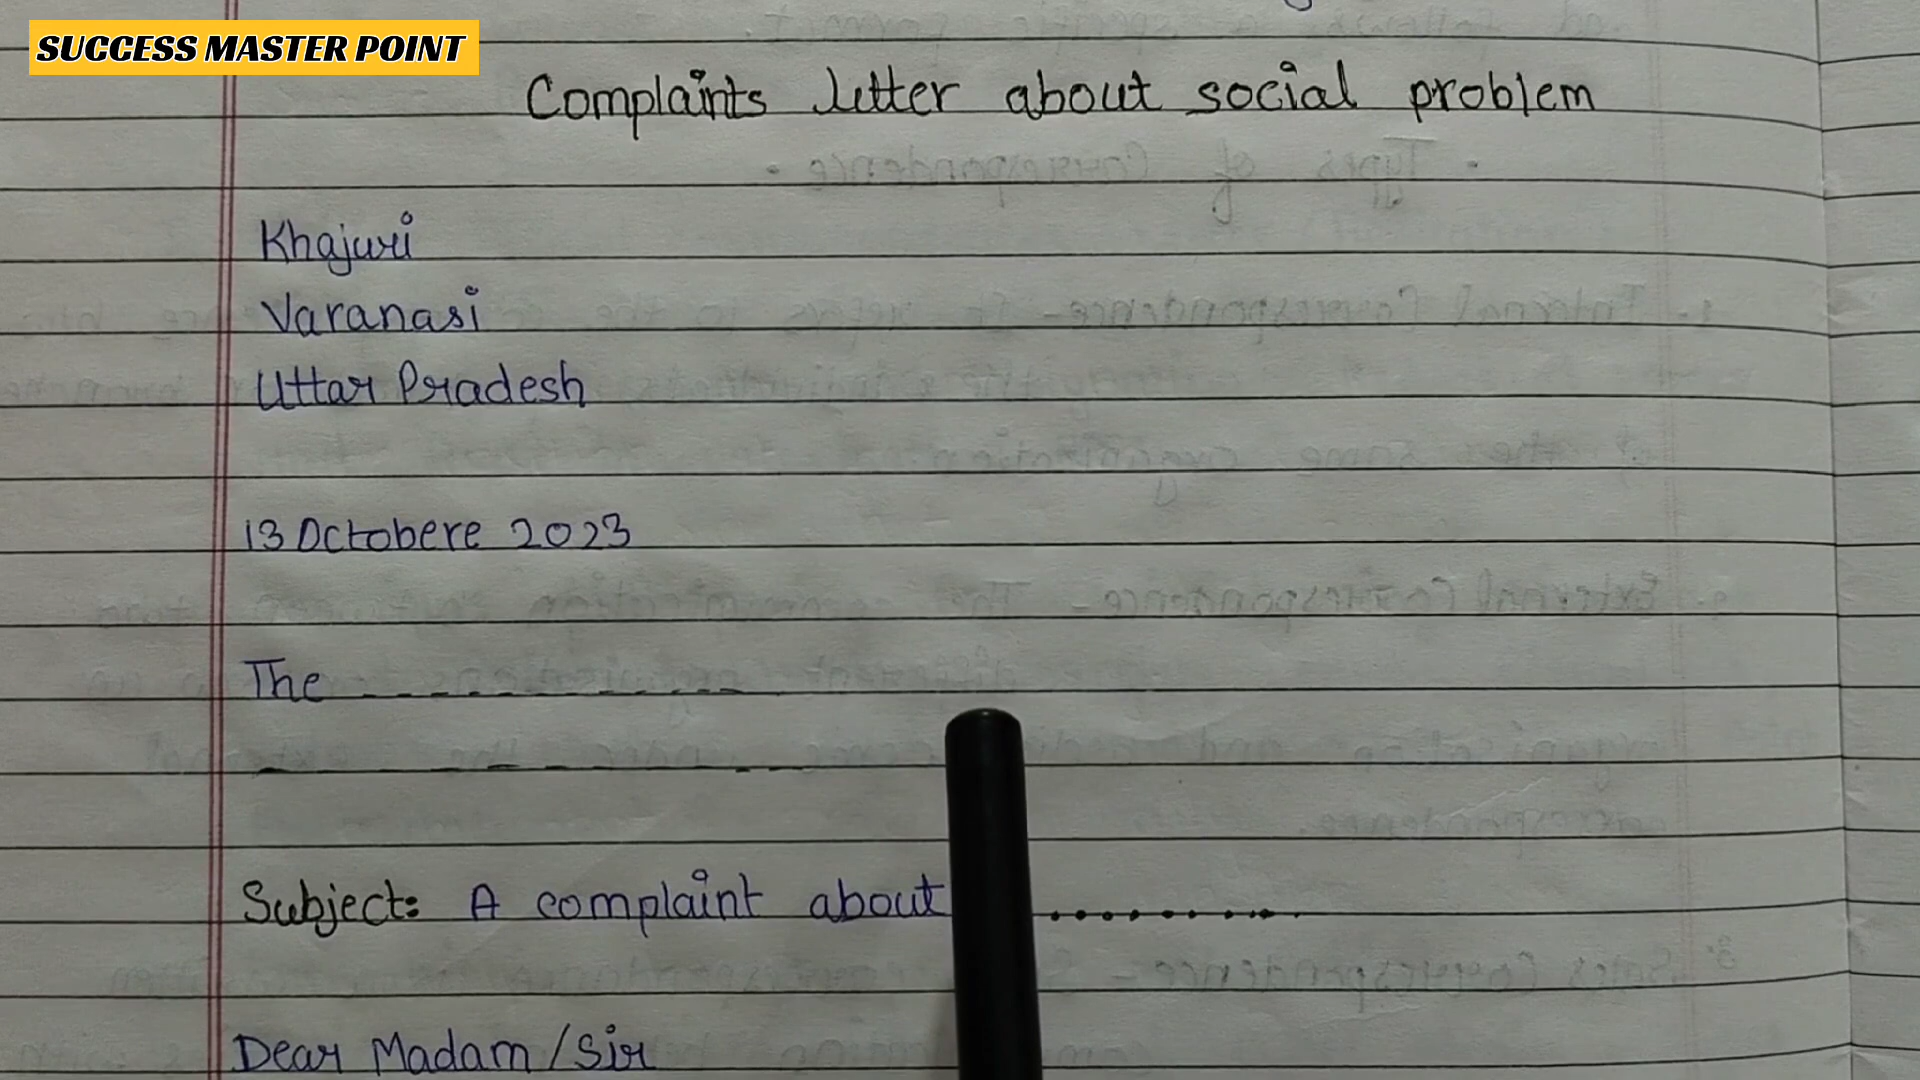 SUCCESS MASTER POINT
Complaints letter about social problem
Khajuri
Varanasi
Uttar Pradesh
13 Octobere 2023
The --------------
--------------
Subject: A complaint about ..........
Dear Madam / Sir